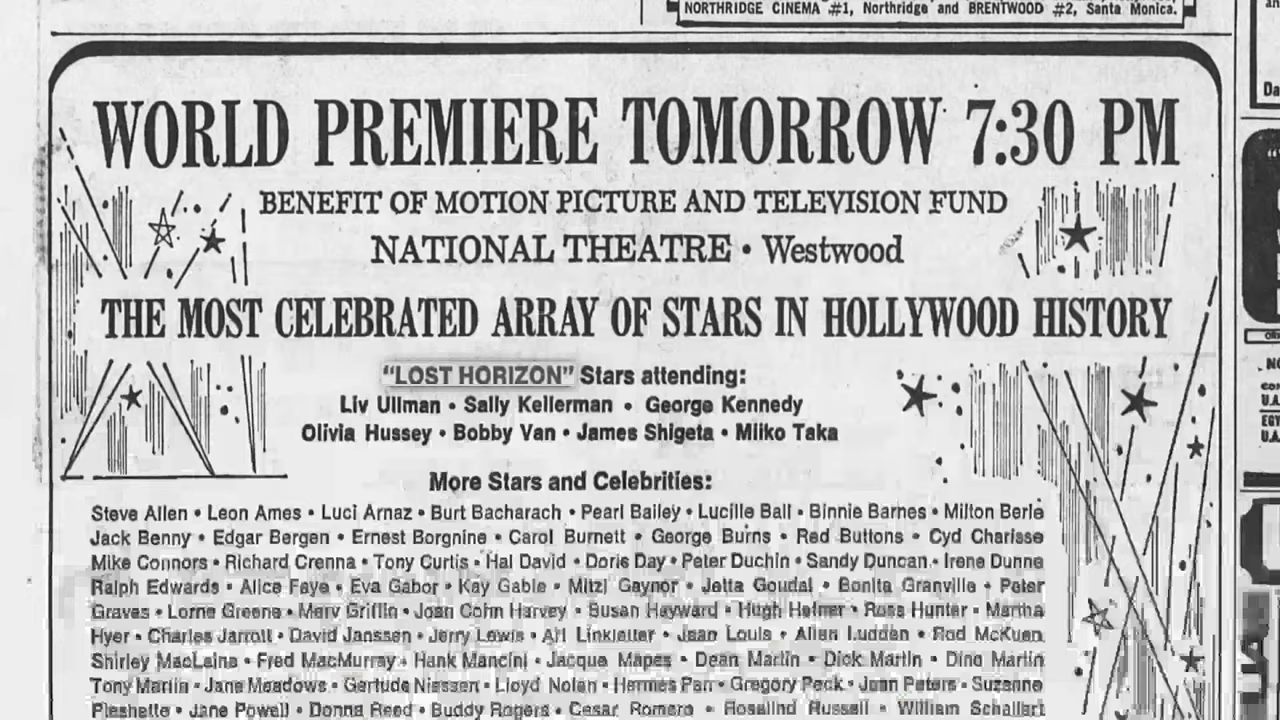 NORTHRIDGE CINEMA #1, Northridge and BRENTWOOD #2, Santa Monica.
WORLD PREMIERE TOMORROW 7:30 PM
BENEFIT OF MOTION PICTURE AND TELEVISION FUND
NATIONAL THEATRE • Westwood
THE MOST CELEBRATED ARRAY OF STARS IN HOLLYWOOD HISTORY
"LOST HORIZON" Stars attending:
Liv Ullman • Sally Kellerman • George Kennedy
Olivia Hussey • Bobby Van • James Shigeta • Miiko Taka
More Stars and Celebrities:
Steve Allen • Leon Ames • Luci Arnaz • Burt Bacharach • Pearl Bailey • Lucille Ball • Binnie Barnes • Milton Berle
Jack Benny • Edgar Bergen • Ernest Borgnine • Carol Burnett • George Burns • Red Buttons • Cyd Charisse
Mike Connors • Richard Crenna • Tony Curtis • Hal David • Doris Day • Peter Duchin • Sandy Duncan • Irene Dunne
Ralph Edwards • Alice Faye • Eva Gabor • Kay Gable • Mitzi Gaynor • Jetta Goudal • Bonita Granville • Peter
Graves • Lorne Greene • Merv Griffin • Joan Cohn Harvey • Susan Hayward • Hugh Hefner • Ross Hunter • Martha
Hyer • Charles Jarrott • David Janssen • Jerry Lewis • Art Linkletter • Jean Louis • Allen Ludden • Rod McKuen
Shirley MacLaine • Fred MacMurray • Hank Mancini • Jacque Mapes • Dean Martin • Dick Martin • Dino Martin
Tony Martin • Jane Meadows • Gertude Niessen • Lloyd Nolan • Hermes Pan • Gregory Peck • Jean Peters • Suzanne
Pleshette • Jane Powell • Donna Reed • Buddy Rogers • Cesar Romero • Rosalind Russell • William Schallert